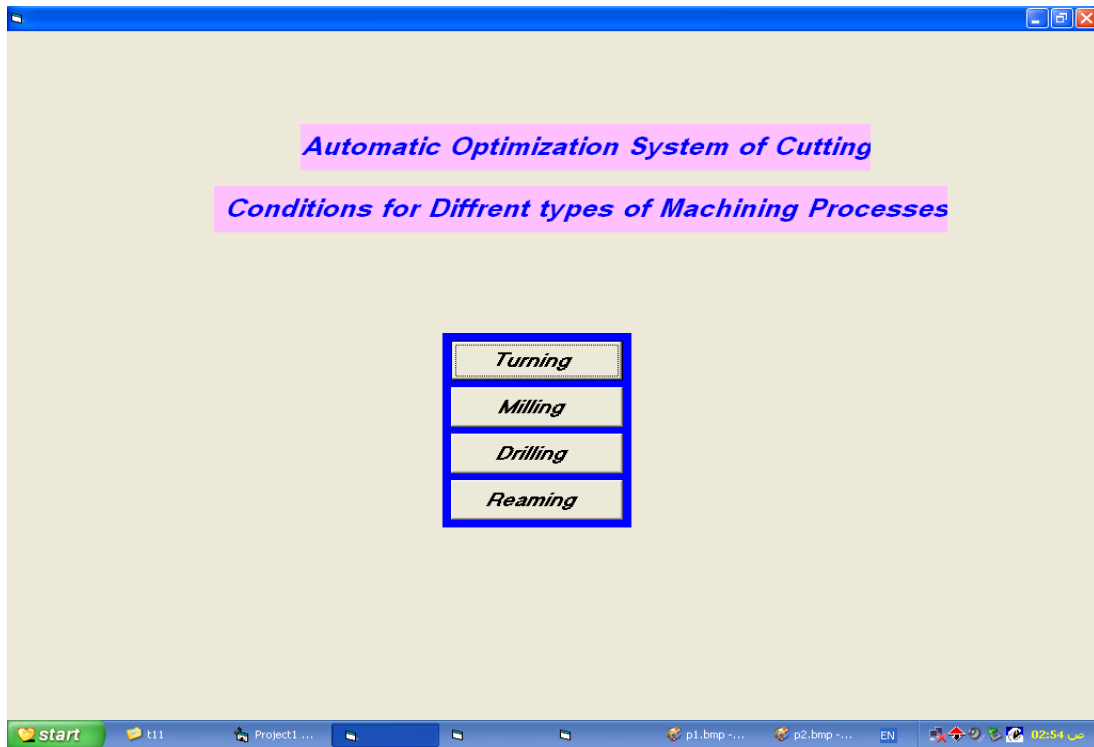 Automatic Optimization System of Cutting
Conditions for Diffrent types of Machining Processes
Turning
Milling
Drilling
Reaming
start
t11
Project1 ...
p1.bmp -...
p2.bmp -...
EN
02:54 ص